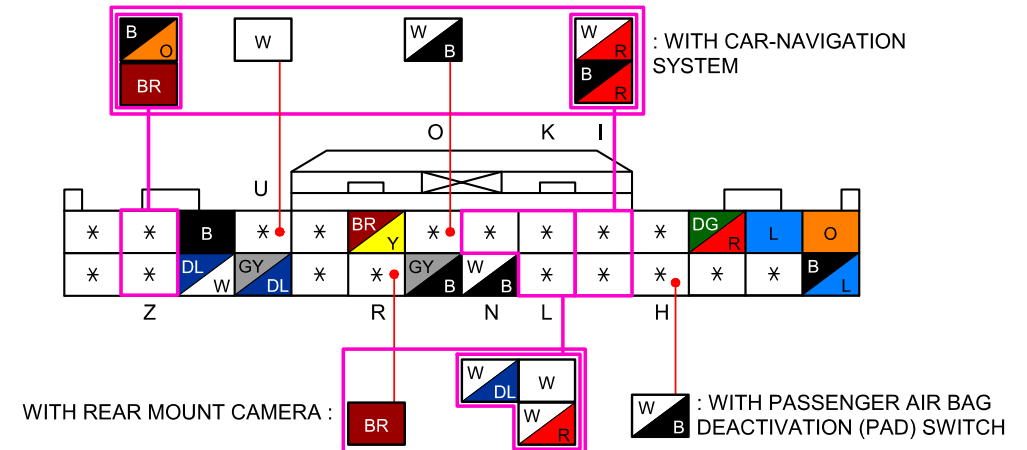 B O W W B W R : WITH CAR-NAVIGATION
BR B R SYSTEM
O K I
U
* * B * * BR Y * * * * * DG R L O
* * DL W GY DL * * GY B W B * * * * * B L
Z R N L H
W DL W
WITH REAR MOUNT CAMERA : BR W R W B : WITH PASSENGER AIR BAG
DEACTIVATION (PAD) SWITCH